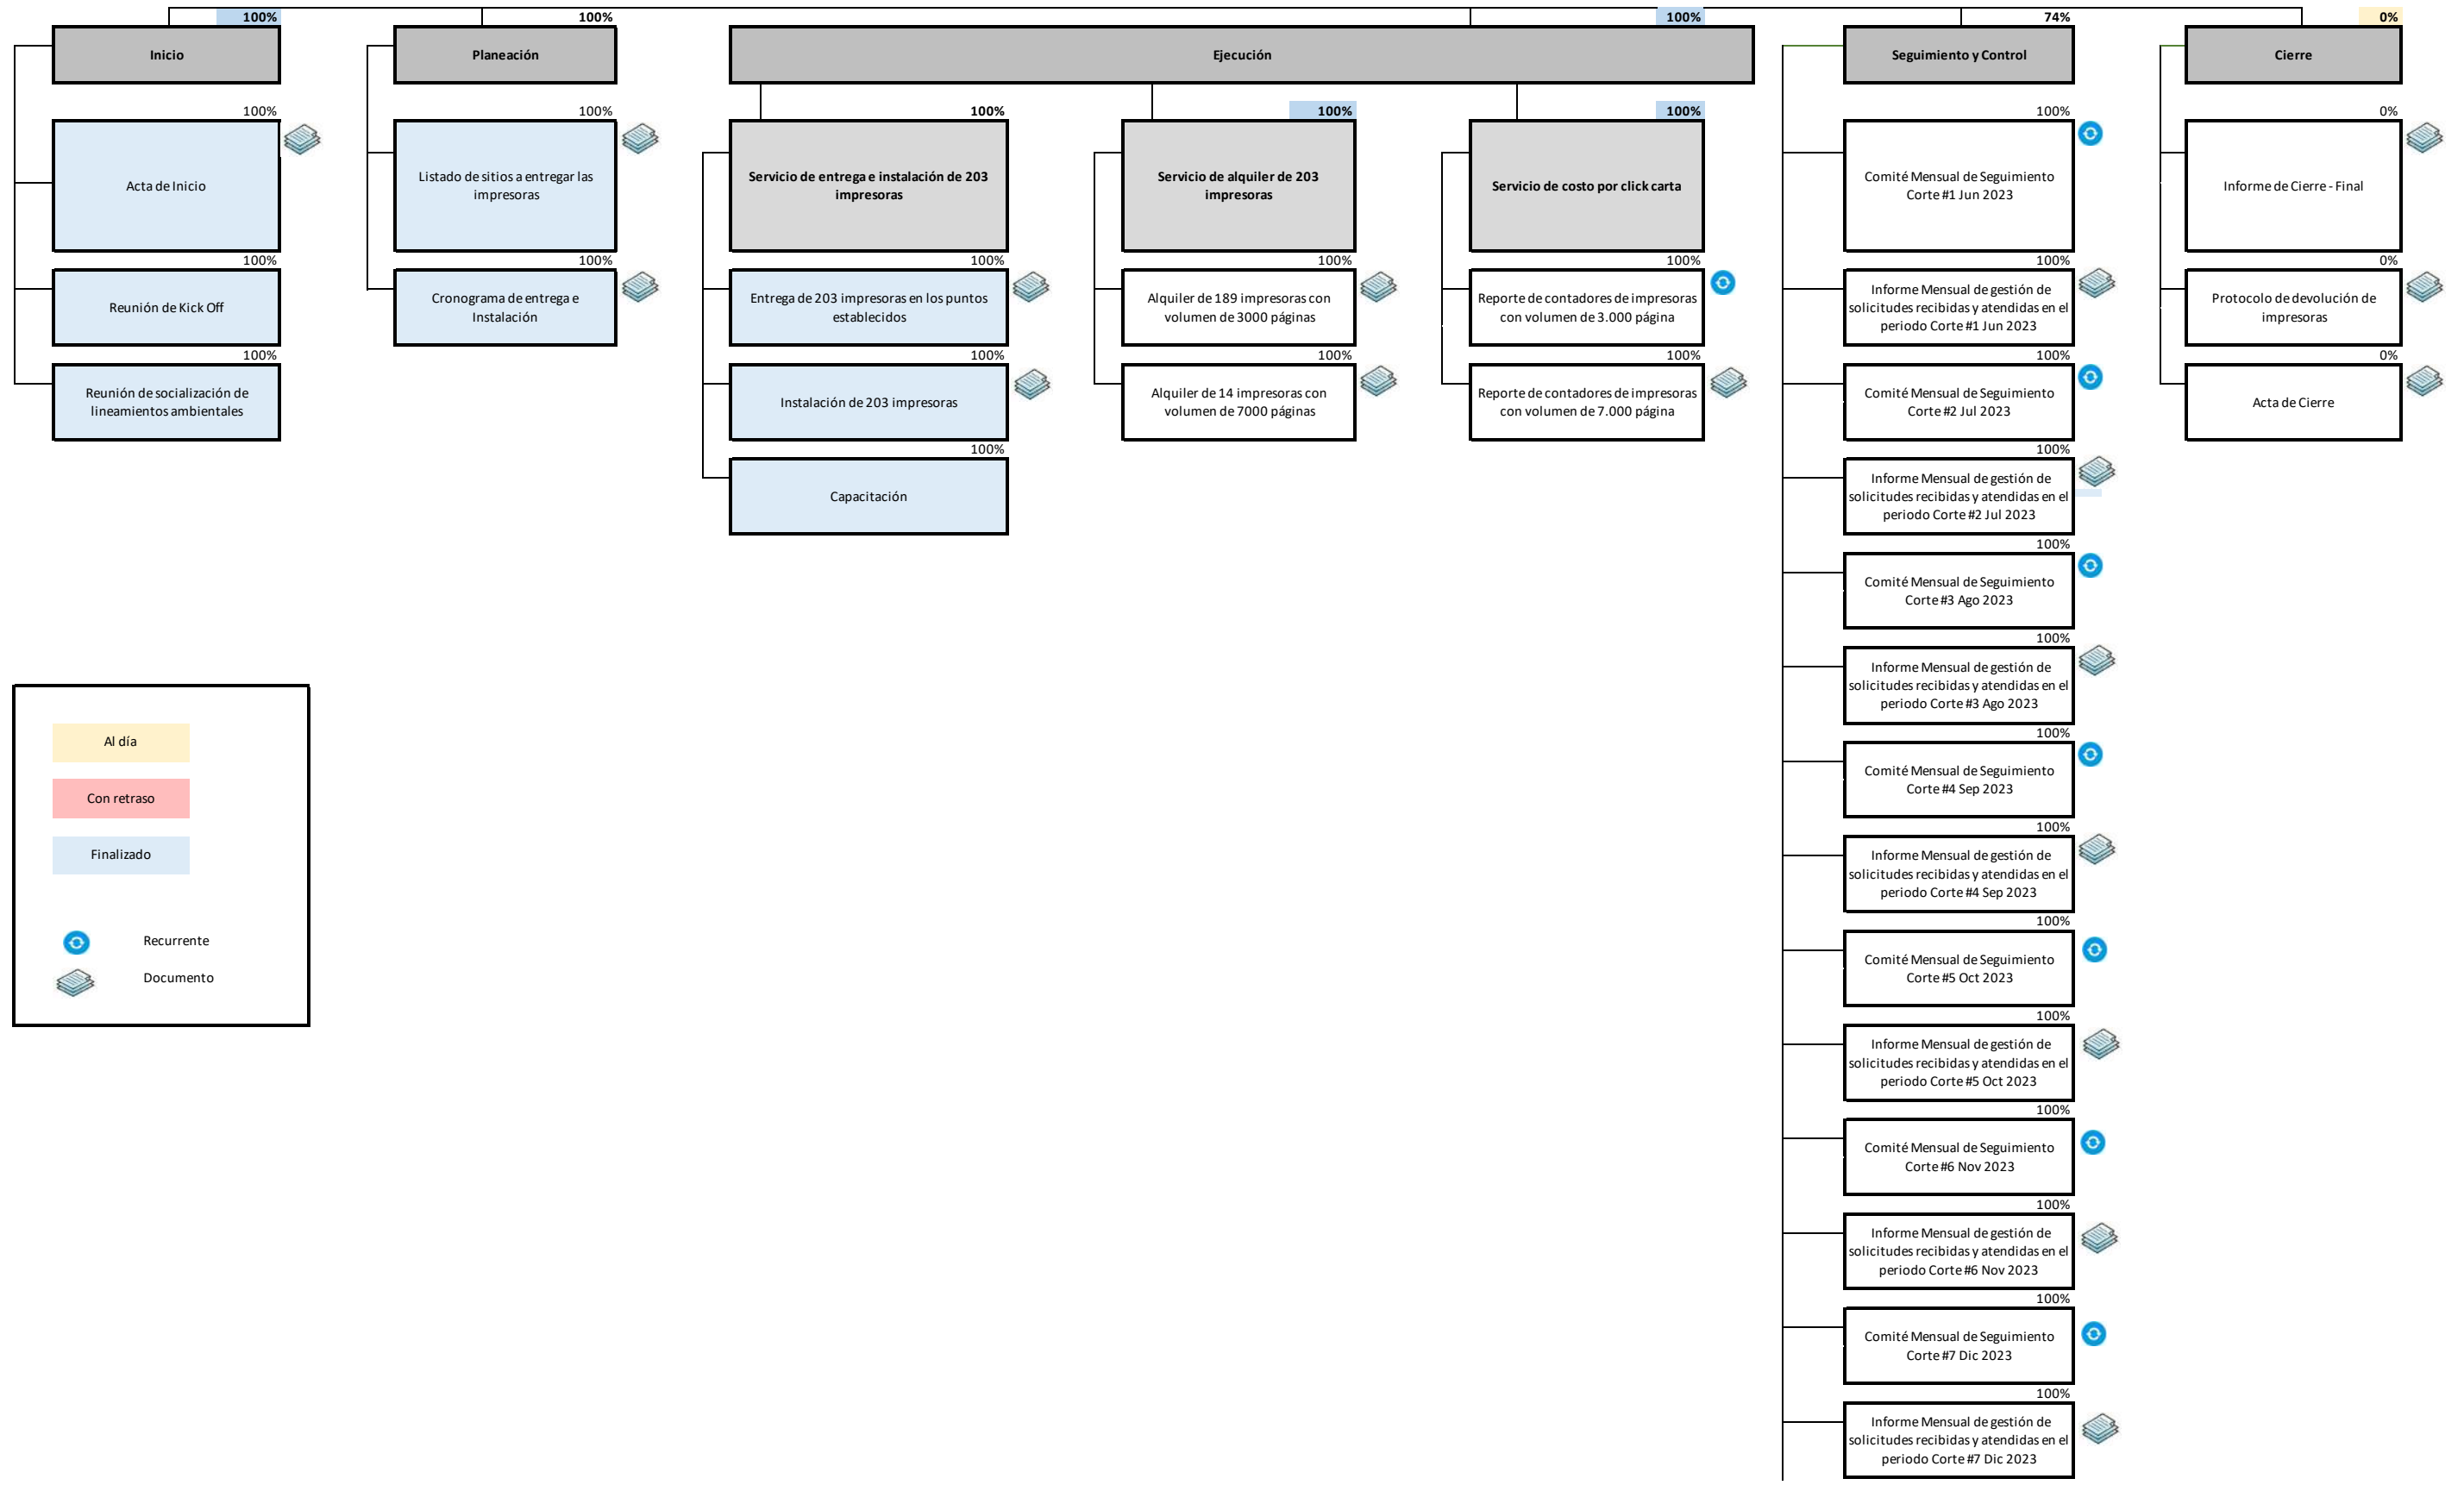 100%
Inicio
100%
Acta de Inicio
100%
Reunión de Kick Off
100%
Reunión de socialización de
lineamientos ambientales
100%
Planeación
100%
Listado de sitios a entregar las
impresoras
100%
Cronograma de entrega e
Instalación
100%
Ejecución
100%
Servicio de entrega e instalación de 203
impresoras
100%
Entrega de 203 impresoras en los puntos
establecidos
100%
Instalación de 203 impresoras
100%
Capacitación
100%
Servicio de alquiler de 203
impresoras
100%
Alquiler de 189 impresoras con
volumen de 3000 páginas
100%
Alquiler de 14 impresoras con
volumen de 7000 páginas
100%
Servicio de costo por click carta
100%
Reporte de contadores de impresoras
con volumen de 3.000 página
100%
Reporte de contadores de impresoras
con volumen de 7.000 página
74%
Seguimiento y Control
100%
Comité Mensual de Seguimiento
Corte #1 Jun 2023
100%
Informe Mensual de gestión de
solicitudes recibidas y atendidas en el
periodo Corte #1 Jun 2023
100%
Comité Mensual de Seguimiento
Corte #2 Jul 2023
100%
Informe Mensual de gestión de
solicitudes recibidas y atendidas en el
periodo Corte #2 Jul 2023
100%
Comité Mensual de Seguimiento
Corte #3 Ago 2023
100%
Informe Mensual de gestión de
solicitudes recibidas y atendidas en el
periodo Corte #3 Ago 2023
100%
Comité Mensual de Seguimiento
Corte #4 Sep 2023
100%
Informe Mensual de gestión de
solicitudes recibidas y atendidas en el
periodo Corte #4 Sep 2023
100%
Comité Mensual de Seguimiento
Corte #5 Oct 2023
100%
Informe Mensual de gestión de
solicitudes recibidas y atendidas en el
periodo Corte #5 Oct 2023
100%
Comité Mensual de Seguimiento
Corte #6 Nov 2023
100%
Informe Mensual de gestión de
solicitudes recibidas y atendidas en el
periodo Corte #6 Nov 2023
100%
Comité Mensual de Seguimiento
Corte #7 Dic 2023
100%
Informe Mensual de gestión de
solicitudes recibidas y atendidas en el
periodo Corte #7 Dic 2023
0%
Cierre
0%
Informe de Cierre - Final
0%
Protocolo de devolución de
impresoras
0%
Acta de Cierre
Al día
Con retraso
Finalizado
Recurrente
Documento